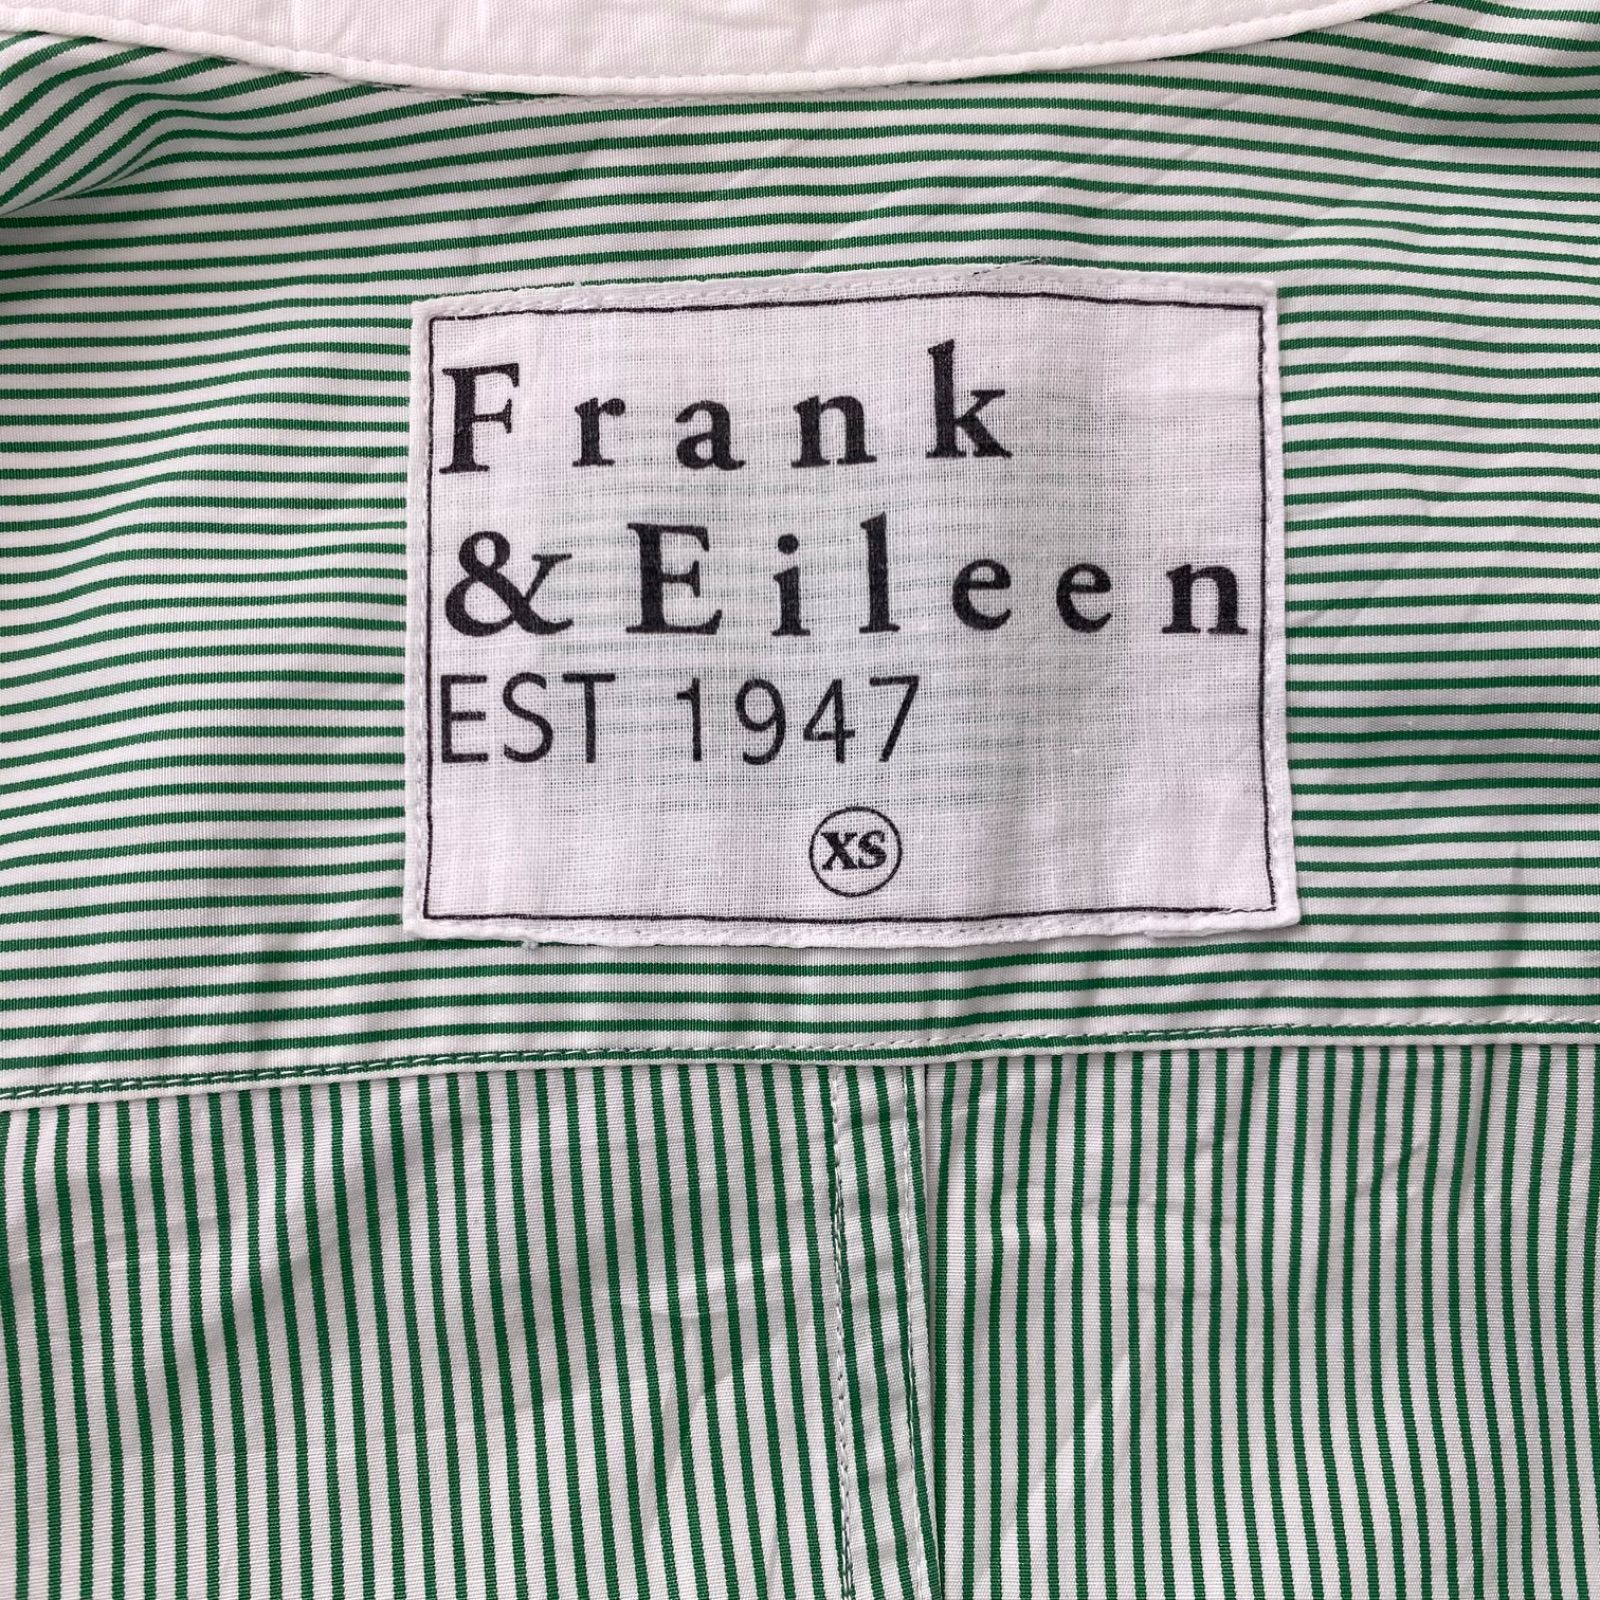 Frank
& Eileen
EST 1947
XS